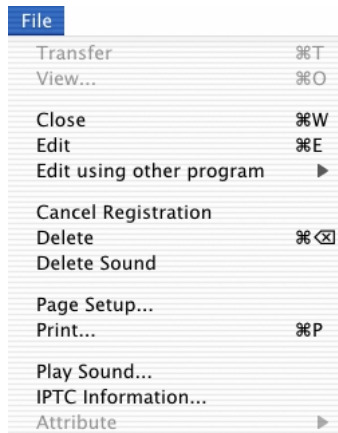 File
Transfer ⌘T
View... ⌘O
Close ⌘W
Edit ⌘E
Edit using other program ▶
Cancel Registration
Delete ⌘⌫
Delete Sound
Page Setup...
Print... ⌘P
Play Sound...
IPTC Information...
Attribute ▶